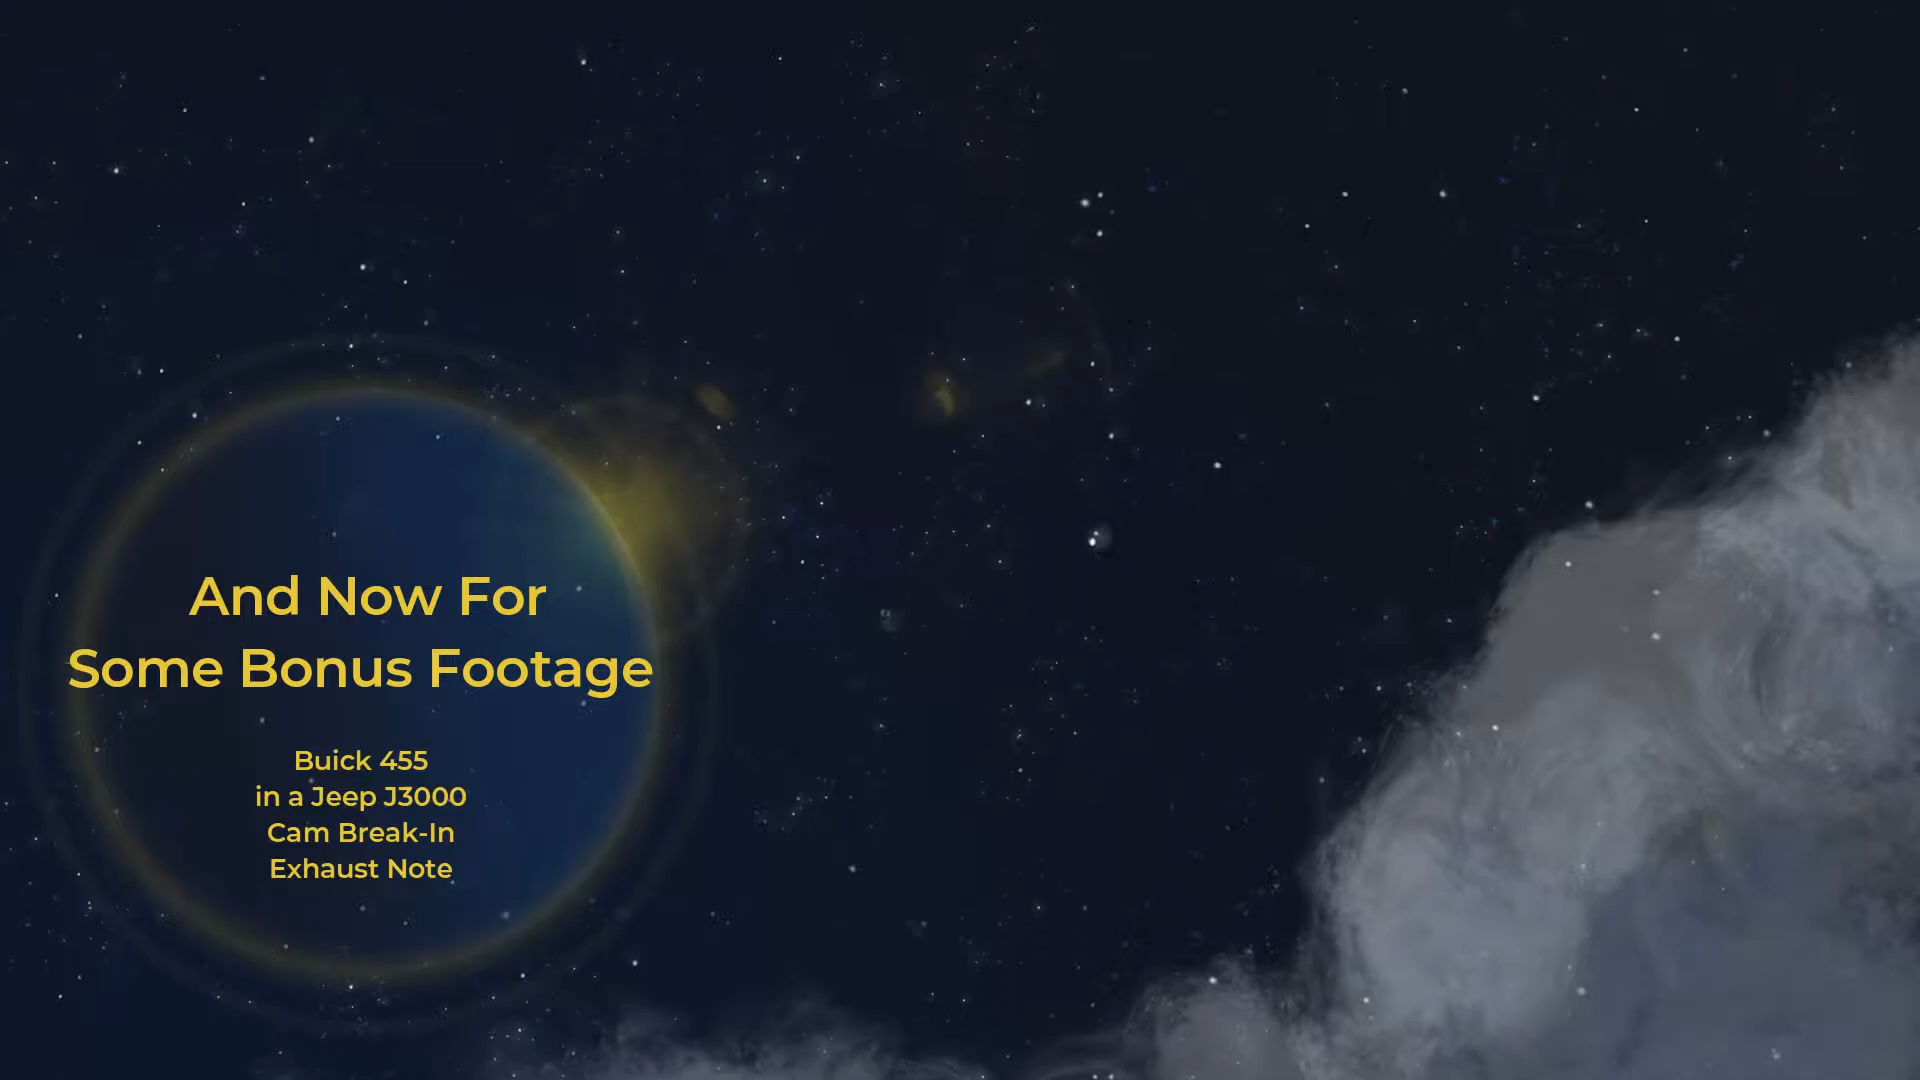 And Now For
Some Bonus Footage
Buick 455
in a Jeep J3000
Cam Break-In
Exhaust Note